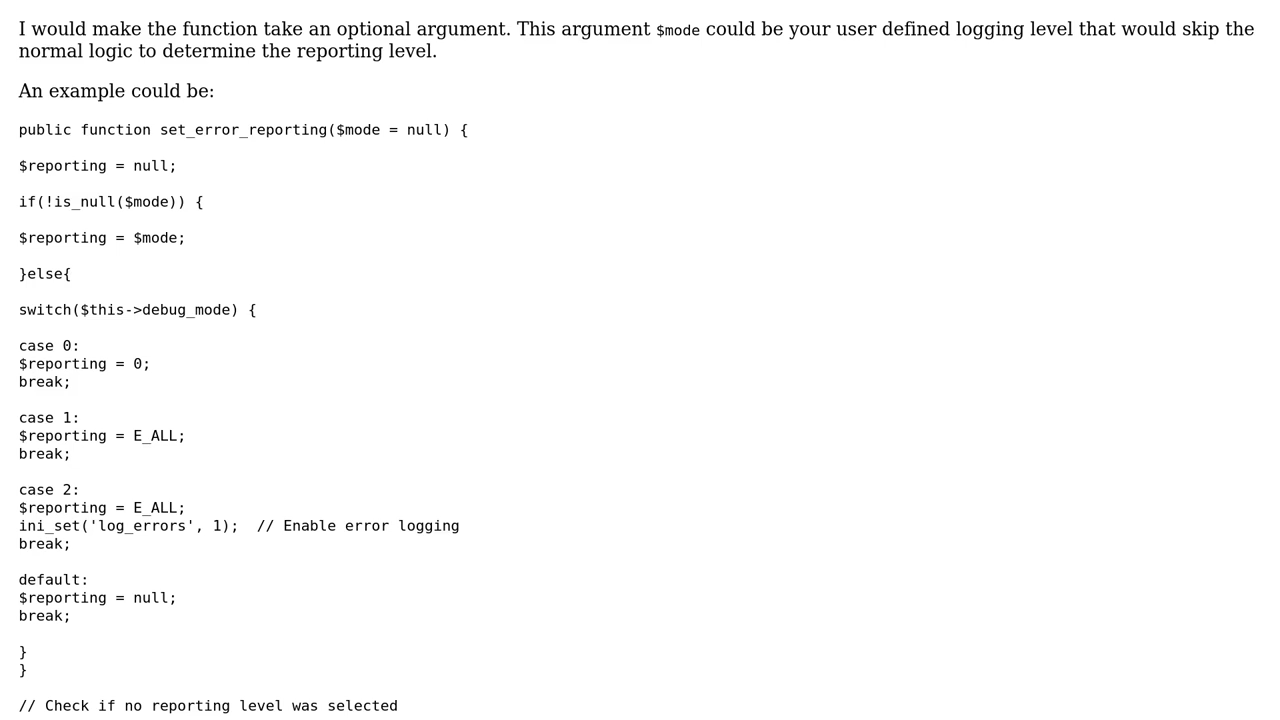 I would make the function take an optional argument. This argument $mode could be your user defined logging level that would skip the
normal logic to determine the reporting level.
An example could be:
public function set_error_reporting($mode = null) {
$reporting = null;
if(!is_null($mode)) {
$reporting = $mode;
}else{
switch($this->debug_mode) {
case 0:
$reporting = 0;
break;
case 1:
$reporting = E_ALL;
break;
case 2:
$reporting = E_ALL;
ini_set('log_errors', 1);  // Enable error logging
break;
default:
$reporting = null;
break;
}
}
// Check if no reporting level was selected